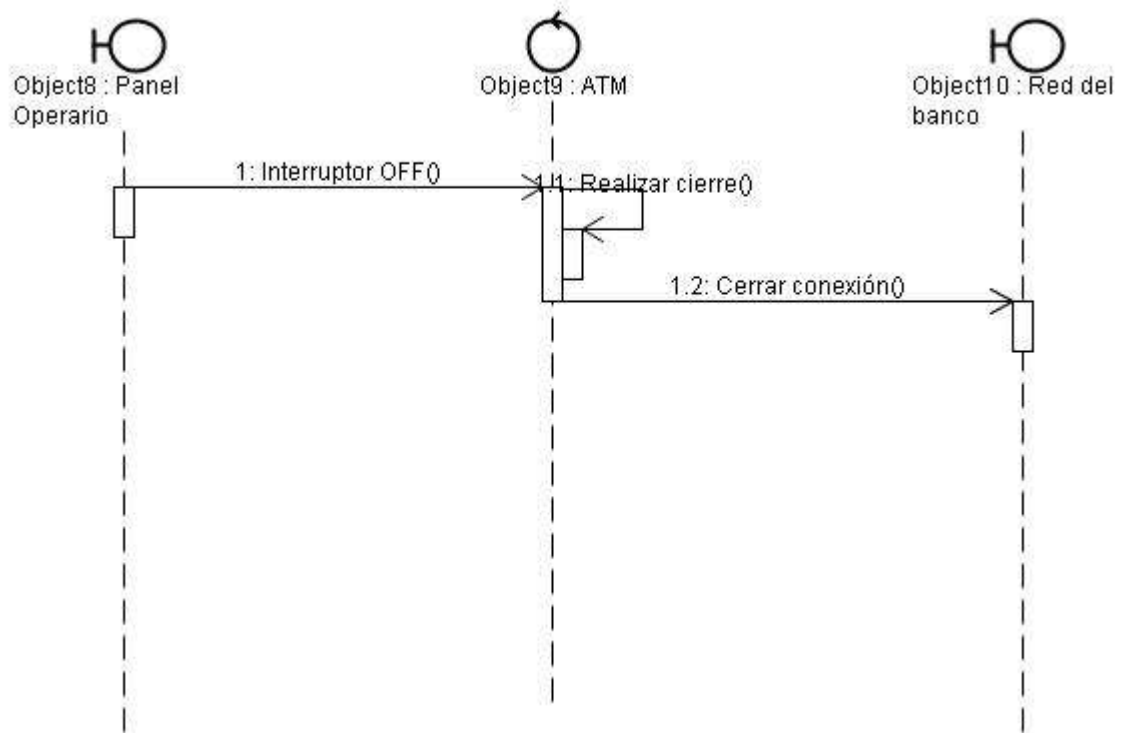 Object8 : Panel
Operario
Object9 : ATM
Object10 : Red del
banco
1: Interruptor OFF()
1.1: Realizar cierre()
1.2: Cerrar conexión()